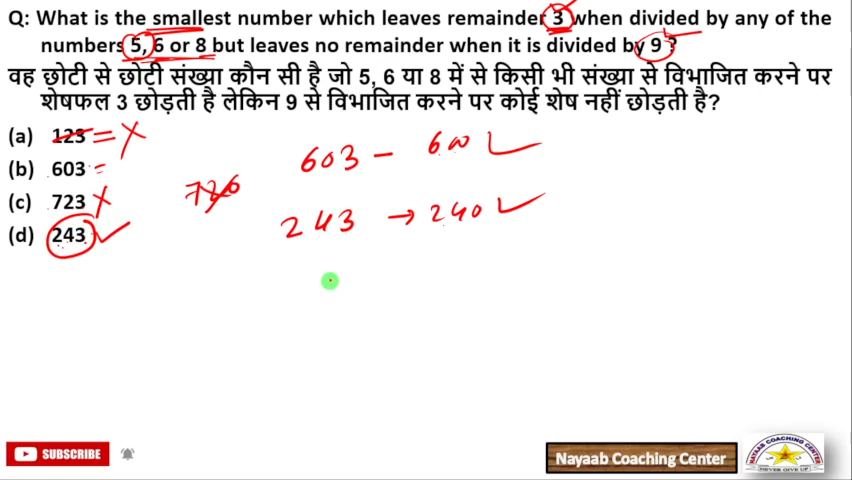 Q: What is the smallest number which leaves remainder 3 when divided by any of the
numbers 5, 6 or 8 but leaves no remainder when it is divided by 9 ?
वह छोटी से छोटी संख्या कौन सी है जो 5, 6 या 8 में से किसी भी संख्या से विभाजित करने पर
शेषफल 3 छोड़ती है लेकिन 9 से विभाजित करने पर कोई शेष नहीं छोड़ती है?
(a) 123 = X
603 - 600 ✓
(b) 603 =
(c) 723 X
(d) 243 ✓
243 → 240 ✓
SUBSCRIBE
Nayaab Coaching Center
NAYAAB COACHING CENTER
NEVER GIVE UP